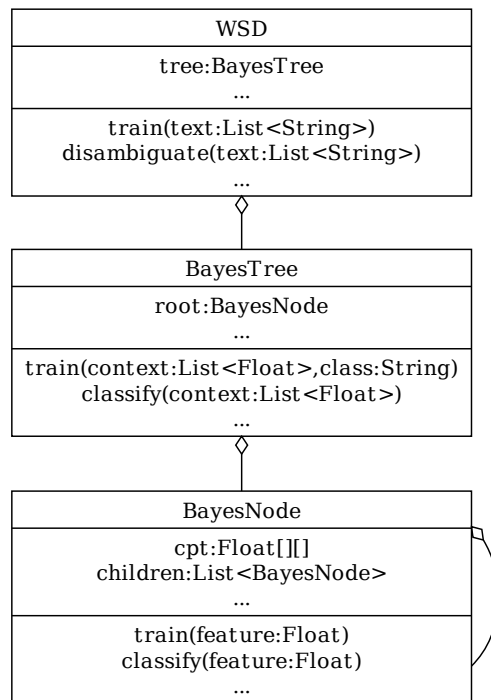 WSD
tree:BayesTree
...
train(text:List<String>)
disambiguate(text:List<String>)
...
BayesTree
root:BayesNode
...
train(context:List<Float>,class:String)
classify(context:List<Float>)
...
BayesNode
cpt:Float[][]
children:List<BayesNode>
...
train(feature:Float)
classify(feature:Float)
...